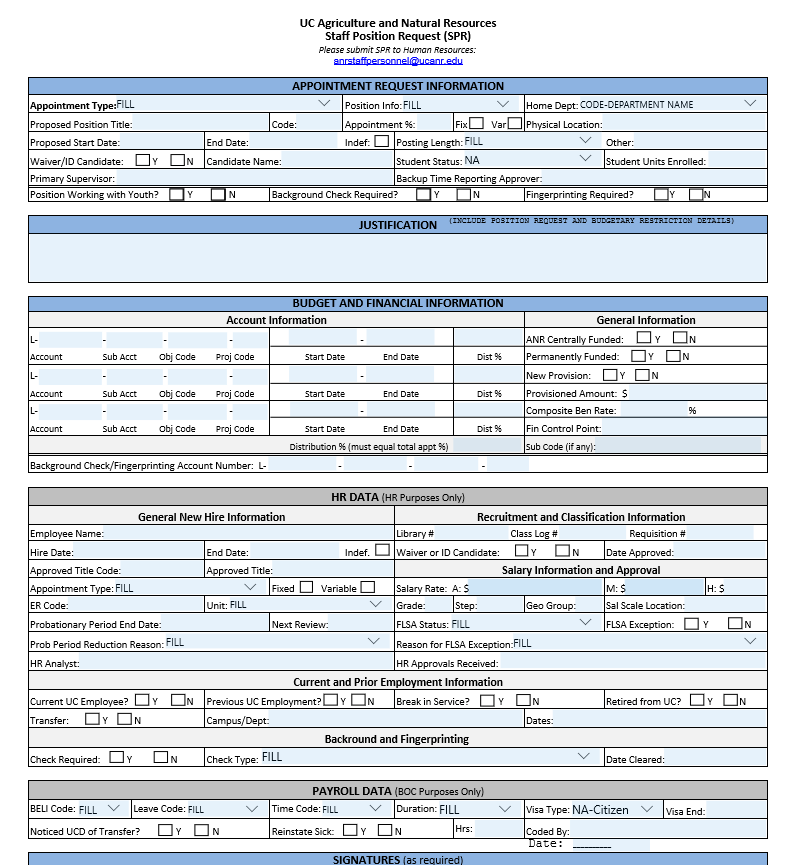 UC Agriculture and Natural Resources
Staff Position Request (SPR)
Please submit SPR to Human Resources:
anrstaffpersonnel@ucanr.edu
APPOINTMENT REQUEST INFORMATION
Appointment Type: FILL Position Info: FILL Home Dept: CODE-DEPARTMENT NAME
Proposed Position Title: Code: Appointment %: Fix Var Physical Location:
Proposed Start Date: End Date: Indef: Posting Length: FILL Other:
Waiver/ID Candidate: Y N Candidate Name: Student Status: NA Student Units Enrolled:
Primary Supervisor: Backup Time Reporting Approver:
Position Working with Youth? Y N Background Check Required? Y N Fingerprinting Required? Y N
JUSTIFICATION (INCLUDE POSITION REQUEST AND BUDGETARY RESTRICTION DETAILS)
BUDGET AND FINANCIAL INFORMATION
Account Information General Information
L- - - - - ANR Centrally Funded: Y N
Account Sub Acct Obj Code Proj Code Start Date End Date Dist % Permanently Funded: Y N
L- - - - - New Provision: Y N
Account Sub Acct Obj Code Proj Code Start Date End Date Dist % Provisioned Amount: $
L- - - - - Composite Ben Rate: %
Account Sub Acct Obj Code Proj Code Start Date End Date Dist % Fin Control Point:
Distribution % (must equal total appt %) Sub Code (if any):
Background Check/Fingerprinting Account Number: L- - - -
HR DATA (HR Purposes Only)
General New Hire Information Recruitment and Classification Information
Employee Name: Library # Class Log # Requisition #
Hire Date: End Date: Indef. Waiver or ID Candidate: Y N Date Approved:
Approved Title Code: Approved Title: Salary Information and Approval
Appointment Type: FILL Fixed Variable Salary Rate: A: $ M: $ H: $
ER Code: Unit: FILL Grade: Step: Geo Group: Sal Scale Location:
Probationary Period End Date: Next Review: FLSA Status: FILL FLSA Exception: Y N
Prob Period Reduction Reason: FILL Reason for FLSA Exception: FILL
HR Analyst: HR Approvals Received:
Current and Prior Employment Information
Current UC Employee? Y N Previous UC Employment? Y N Break in Service? Y N Retired from UC? Y N
Transfer: Y N Campus/Dept: Dates:
Backround and Fingerprinting
Check Required: Y N Check Type: FILL Date Cleared:
PAYROLL DATA (BOC Purposes Only)
BELI Code: FILL Leave Code: FILL Time Code: FILL Duration: FILL Visa Type: NA-Citizen Visa End:
Noticed UCD of Transfer? Y N Reinstate Sick: Y N Hrs: Coded By:
Date: __________
SIGNATURES (as required)